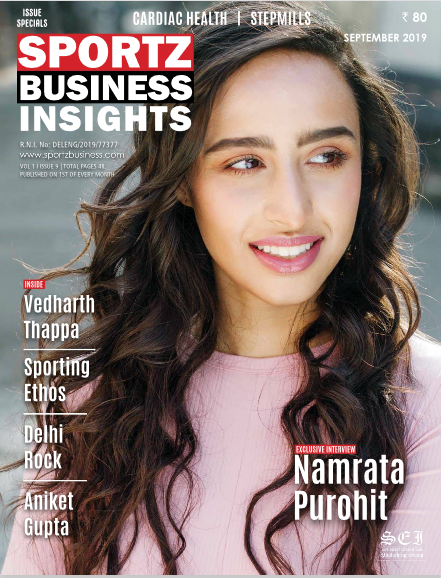 ISSUE
SPECIALS
CARDIAC HEALTH | STEPMILLS
₹ 80
SEPTEMBER 2019
SPORTZ
BUSINESS
INSIGHTS
R.N.I. No: DELENG/2019/77377
www.sportzbusiness.com
VOL 1 I ISSUE 9 |TOTAL PAGES 48
PUBLISHED ON 1ST OF EVERY MONTH
INSIDE
Vedharth
Thappa
Sporting
Ethos
Delhi
Rock
Aniket
Gupta
EXCLUSIVE INTERVIEW
Namrata
Purohit
SEI